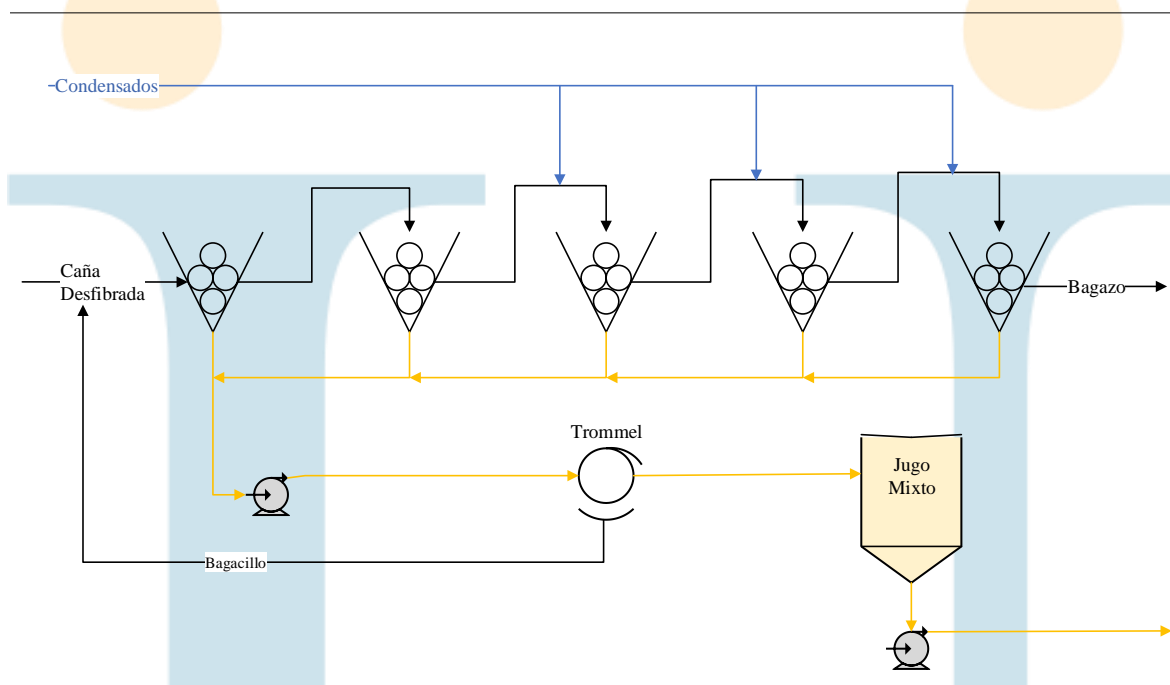 Condensados
Caña
Desfibrada
Bagazo
Trommel
Jugo
Mixto
Bagacillo